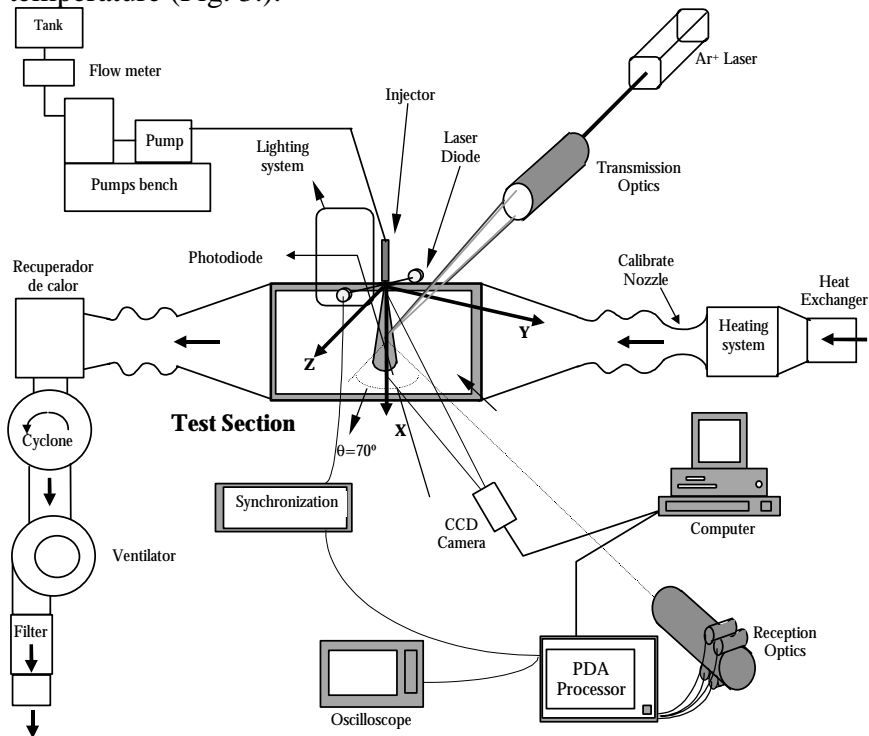 temperature (Fig. 3.).
Tank
Flow meter
Pump
Pumps bench
Lighting
system
Injector
Laser
Diode
Ar+ Laser
Transmission
Optics
Photodiode
Recuperador
de calor
Calibrate
Nozzle
Heat
Exchanger
Heating
system
Y
Z
X
Test Section
θ=70º
Cyclone
Synchronization
CCD
Camera
Computer
Ventilator
Filter
Oscilloscope
PDA
Processor
Reception
Optics